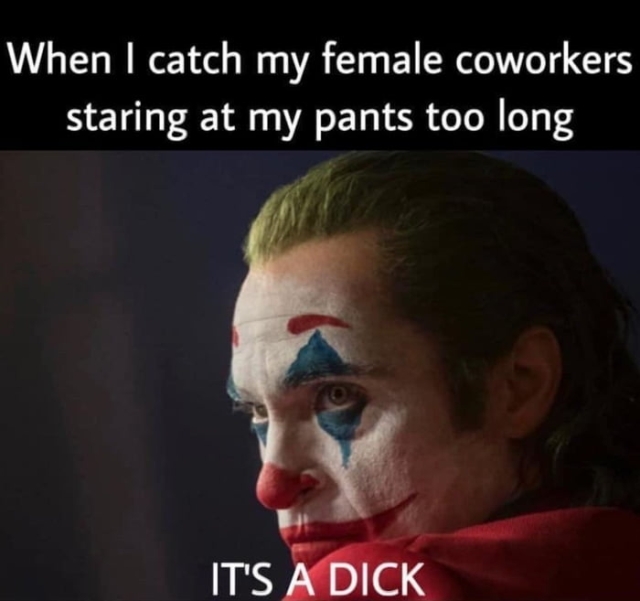 When I catch my female coworkers
staring at my pants too long
IT'S A DICK